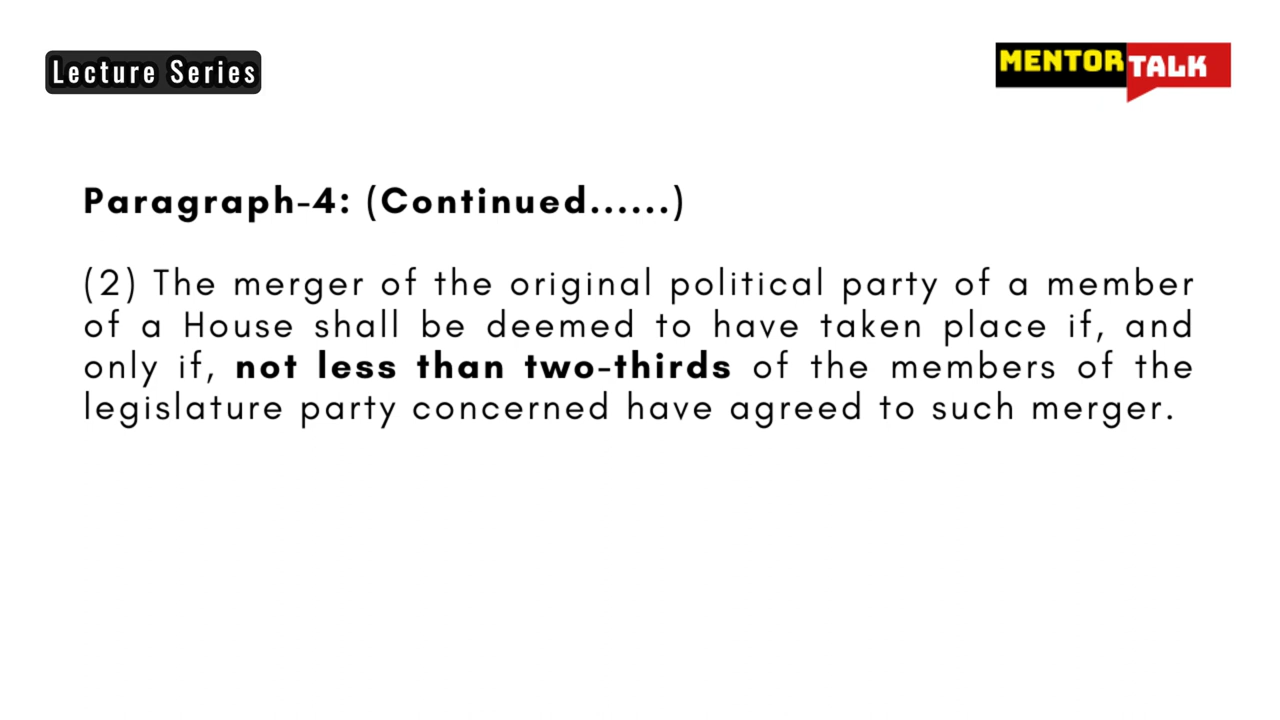 Lecture Series
MENTOR TALK
Paragraph-4: (Continued......)
(2) The merger of the original political party of a member
of a House shall be deemed to have taken place if, and
only if, not less than two-thirds of the members of the
legislature party concerned have agreed to such merger.